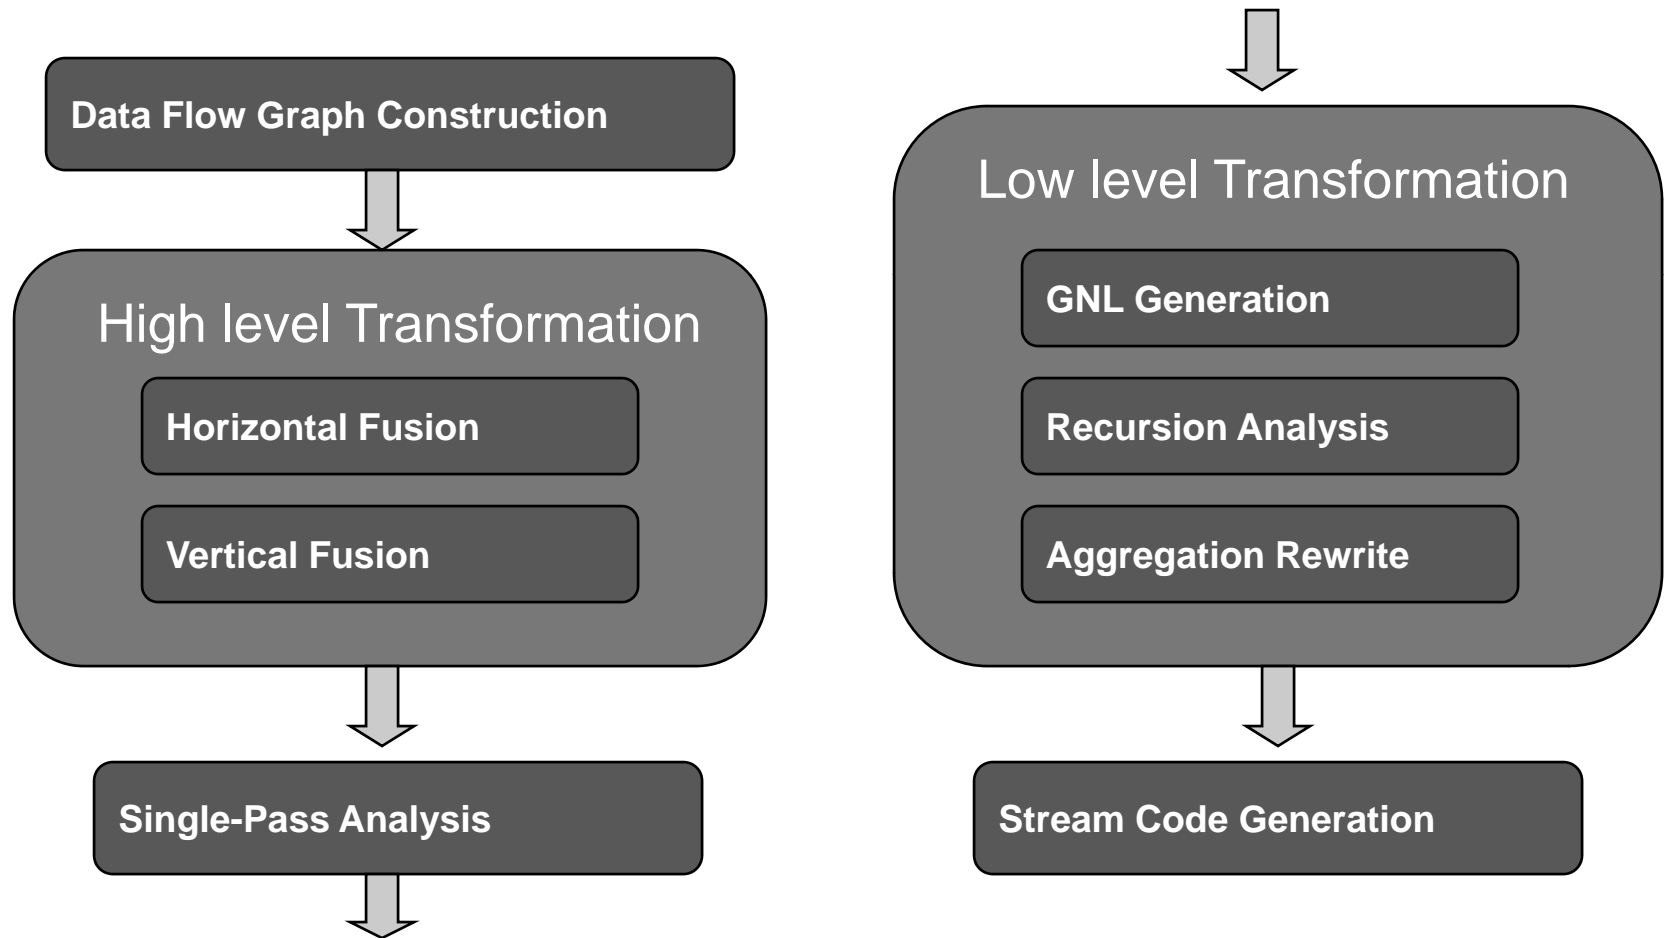 Data Flow Graph Construction
High level Transformation
Horizontal Fusion
Vertical Fusion
Single-Pass Analysis
Low level Transformation
GNL Generation
Recursion Analysis
Aggregation Rewrite
Stream Code Generation